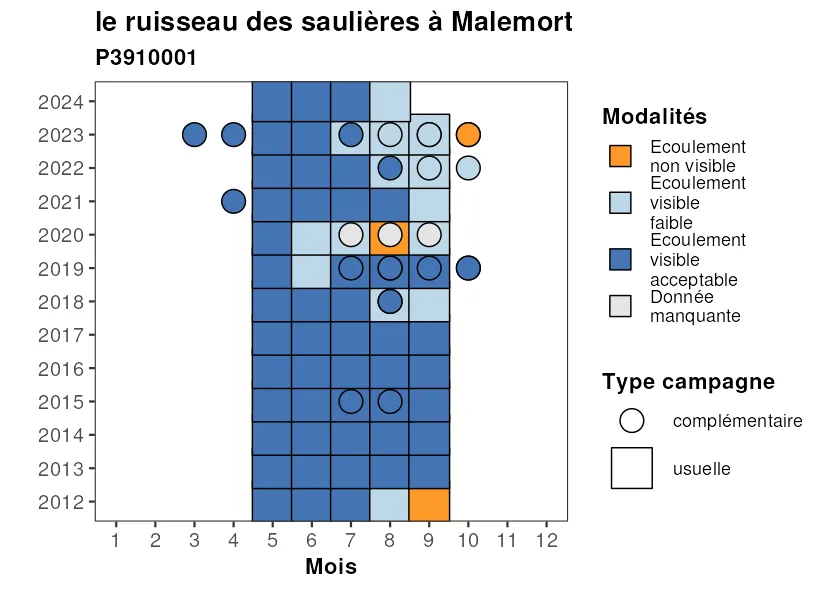 le ruisseau des saulières à Malemort
P3910001
2024
2023
2022
2021
2020
2019
2018
2017
2016
2015
2014
2013
2012
1 2 3 4 5 6 7 8 9 10 11 12
Mois
Modalités
Ecoulement
non visible
Ecoulement
visible
faible
Ecoulement
visible
acceptable
Donnée
manquante
Type campagne
complémentaire
usuelle